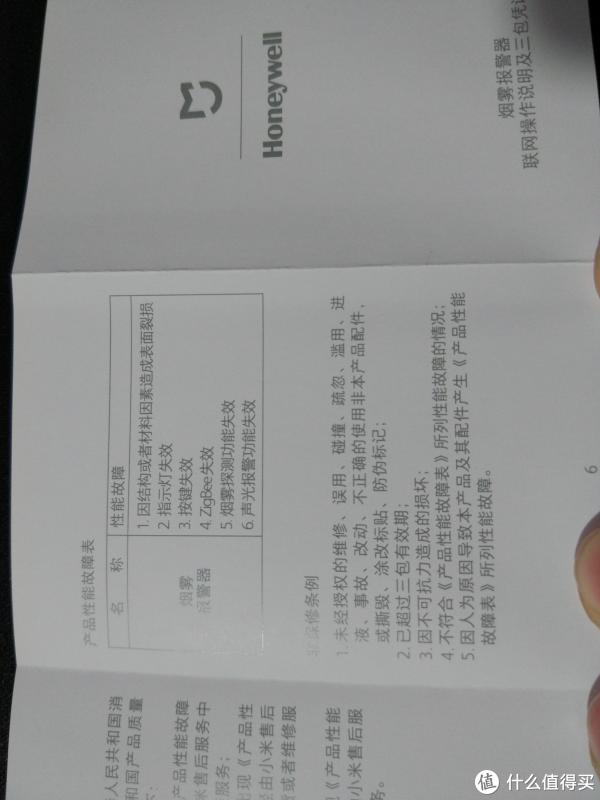 人民共和国消
和国产品质量
产品性能故障
米售后服务中
服务；
出现《产品性
经由小米售后
货或者维修服
《产品性能
小米售后服
务。
产品性能故障表
名 称
性能故障
烟雾
报警器
1. 因结构或者材料因素造成表面裂损
2. 指示灯失效
3. 按键失效
4. ZigBee失效
5. 烟雾探测功能失效
6. 声光报警功能失效
非保修条例
1. 未经授权的维修、误用、碰撞、疏忽、滥用、进
液、事故、改动、不正确的使用非本产品配件，
或撕毁、涂改标贴、防伪标记；
2. 已超过三包有效期；
3. 因不可抗力造成的损坏；
4. 不符合《产品性能故障表》所列性能故障的情况；
5. 因人为原因导致本产品及其配件产生《产品性能
故障表》所列性能故障。
6
Honeywell
烟雾报警器
联网操作说明及三包凭证
值 什么值得买